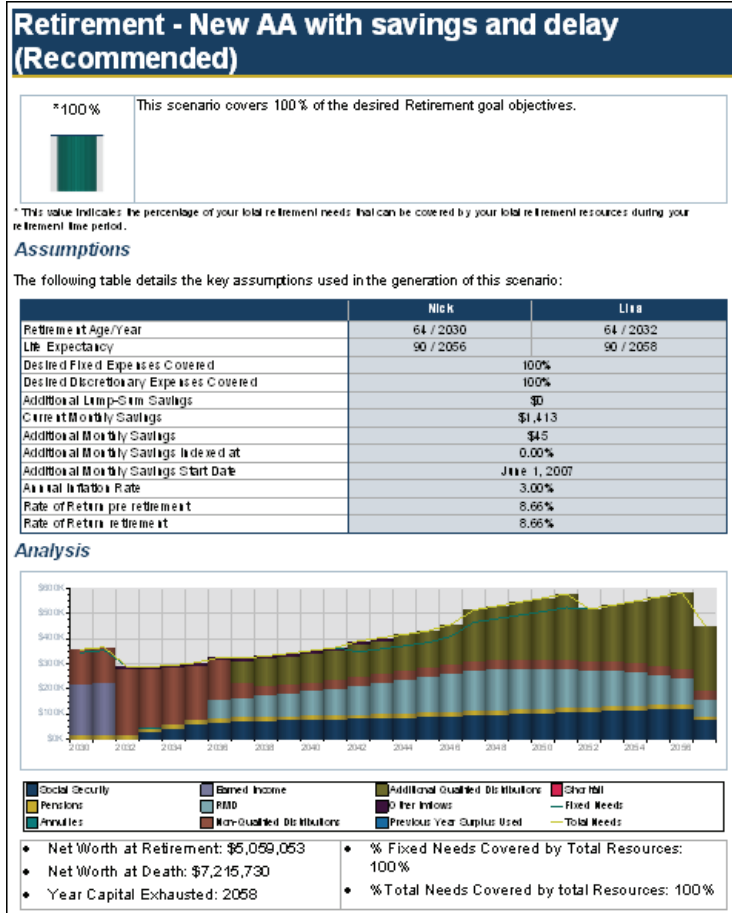 Retirement - New AA with savings and delay
(Recommended)
*100%
This scenario covers 100% of the desired Retirement goal objectives.
* This value indicates the percentage of your total retirement needs that can be covered by your total retirement resources during your
retirement time period.
Assumptions
The following table details the key assumptions used in the generation of this scenario:
Nick Lisa
Retirement Age/Year 64 / 2030 64 / 2032
Life Expectancy 90 / 2056 90 / 2058
Desired Fixed Expenses Covered 100%
Desired Discretionary Expenses Covered 100%
Additional Lump-Sum Savings $0
Current Monthly Savings $1,413
Additional Monthly Savings $45
Additional Monthly Savings Indexed at 0.00%
Additional Monthly Savings Start Date June 1, 2007
Annual Inflation Rate 3.00%
Rate of Return pre retirement 8.66%
Rate of Return retirement 8.66%
Analysis
$600K
$500K
$400K
$300K
$200K
$100K
$0K
2030 2032 2034 2036 2038 2040 2042 2044 2046 2048 2050 2052 2054 2056
Social Security Earned Income Additional Qualified Distributions Shortfall
Pensions RMD Other Inflows Fixed Needs
Annuities Non-Qualified Distributions Previous Year Surplus Used Total Needs
• Net Worth at Retirement: $5,059,053
• Net Worth at Death: $7,215,730
• Year Capital Exhausted: 2058
• % Fixed Needs Covered by Total Resources:
100%
• % Total Needs Covered by total Resources: 100%